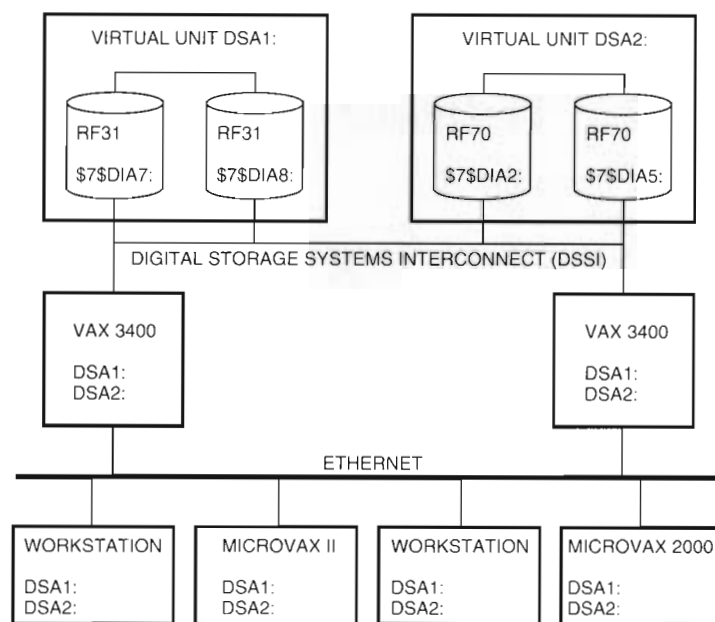 VIRTUAL UNIT DSA1:
VIRTUAL UNIT DSA2:
RF31
RF31
RF70
RF70
$7$DIA7:
$7$DIA8:
$7$DIA2:
$7$DIA5:
DIGITAL STORAGE SYSTEMS INTERCONNECT (DSSI)
VAX 3400
DSA1:
DSA2:
VAX 3400
DSA1:
DSA2:
ETHERNET
WORKSTATION
DSA1:
DSA2:
MICROVAX II
DSA1:
DSA2:
WORKSTATION
DSA1:
DSA2:
MICROVAX 2000
DSA1:
DSA2: